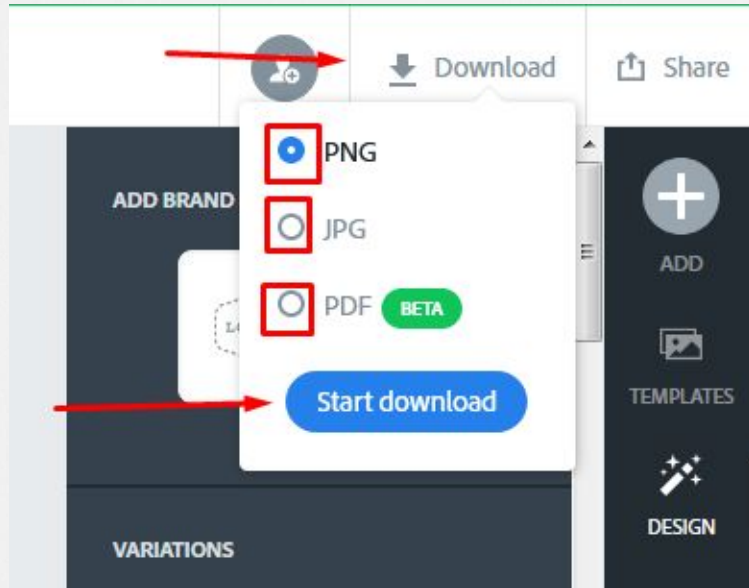 Download
Share
PNG
JPG
PDF BETA
Start download
ADD BRAND
VARIATIONS
ADD
TEMPLATES
DESIGN